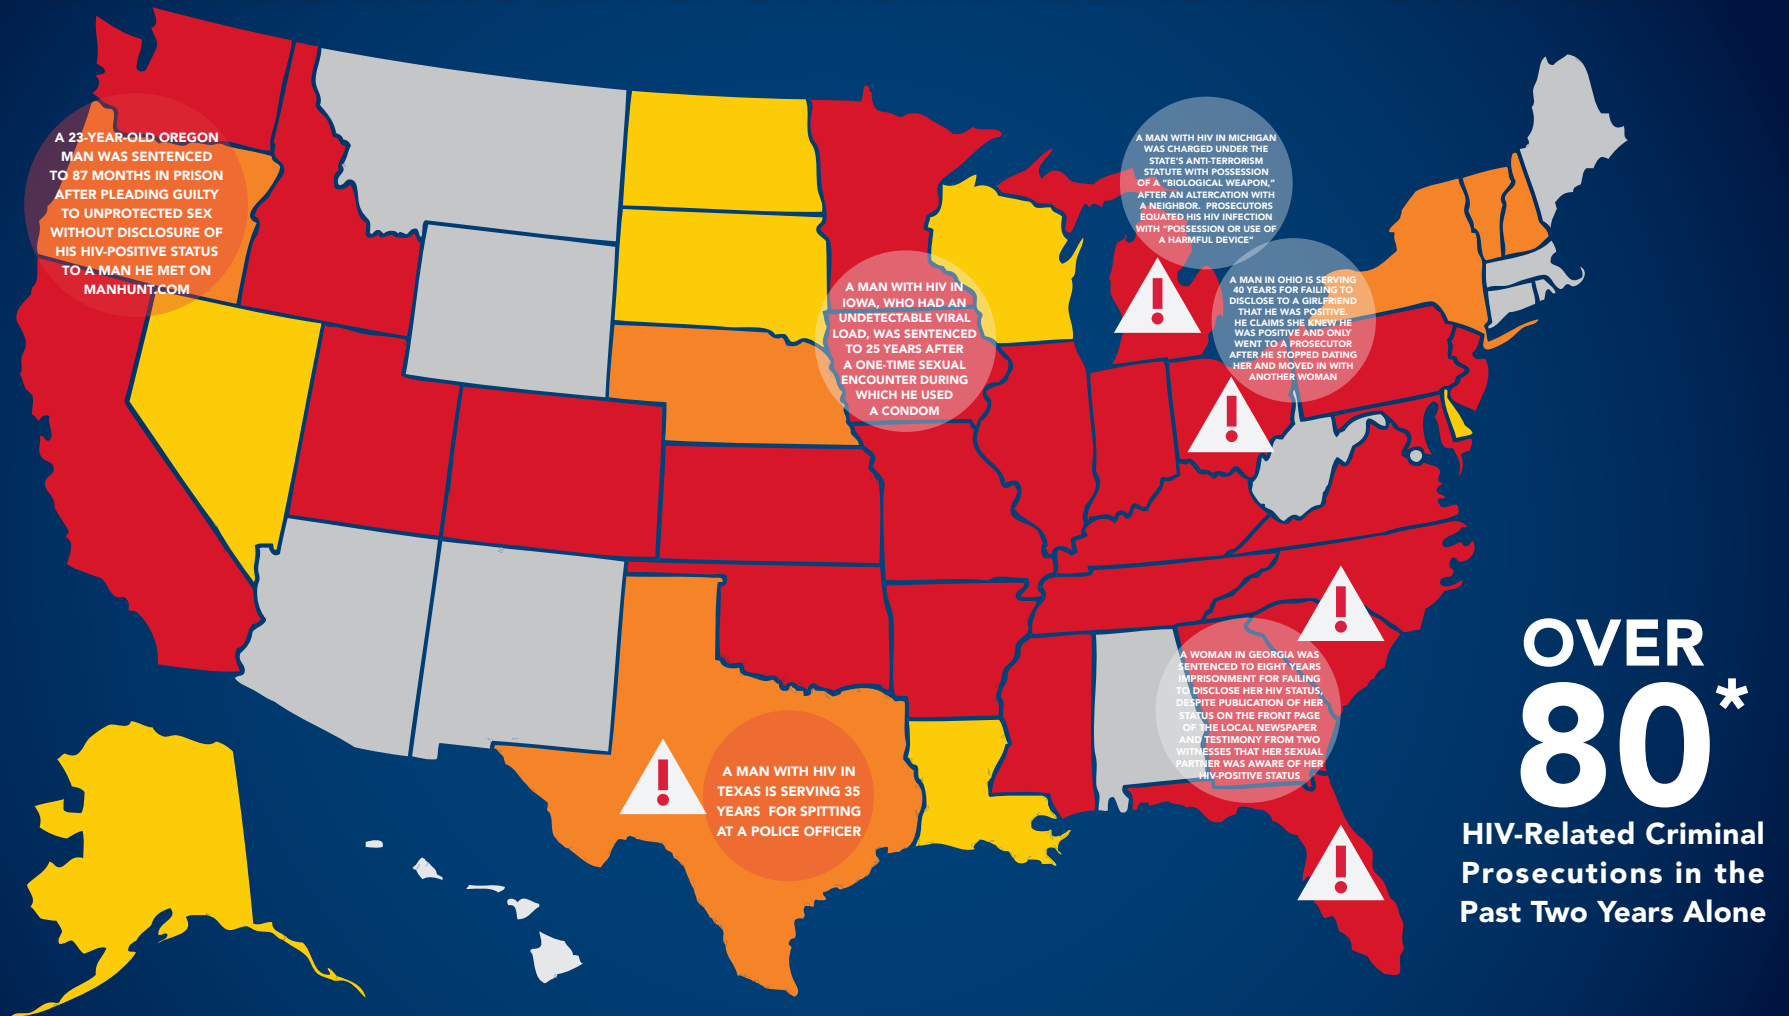 A 23-YEAR-OLD OREGON
MAN WAS SENTENCED
TO 87 MONTHS IN PRISON
AFTER PLEADING GUILTY
TO UNPROTECTED SEX
WITHOUT DISCLOSURE OF
HIS HIV-POSITIVE STATUS
TO A MAN HE MET ON
MANHUNT.COM
A MAN WITH HIV IN
IOWA, WHO HAD AN
UNDETECTABLE VIRAL
LOAD, WAS SENTENCED
TO 25 YEARS AFTER
A ONE-TIME SEXUAL
ENCOUNTER DURING
WHICH HE USED
A CONDOM
A MAN WITH HIV IN MICHIGAN
WAS CHARGED UNDER THE
STATE'S ANTI-TERRORISM
STATUTE WITH POSSESSION
OF A "BIOLOGICAL WEAPON,"
AFTER AN ALTERCATION WITH
A NEIGHBOR. PROSECUTORS
EQUATED HIS HIV INFECTION
WITH "POSSESSION OR USE OF
A HARMFUL DEVICE"
A MAN IN OHIO IS SERVING
40 YEARS FOR FAILING TO
DISCLOSE TO A GIRLFRIEND
THAT HE WAS POSITIVE.
HE CLAIMS SHE KNEW HE
WAS POSITIVE AND ONLY
WENT TO A PROSECUTOR
AFTER HE STOPPED DATING
HER AND MOVED IN WITH
ANOTHER WOMAN
A WOMAN IN GEORGIA WAS
SENTENCED TO EIGHT YEARS
IMPRISONMENT FOR FAILING
TO DISCLOSE HER HIV STATUS,
DESPITE PUBLICATION OF HER
STATUS ON THE FRONT PAGE
OF THE LOCAL NEWSPAPER
AND TESTIMONY FROM TWO
WITNESSES THAT HER SEXUAL
PARTNER WAS AWARE OF HER
HIV-POSITIVE STATUS
A MAN WITH HIV IN
TEXAS IS SERVING 35
YEARS FOR SPITTING
AT A POLICE OFFICER
OVER
80*
HIV-Related Criminal
Prosecutions in the
Past Two Years Alone